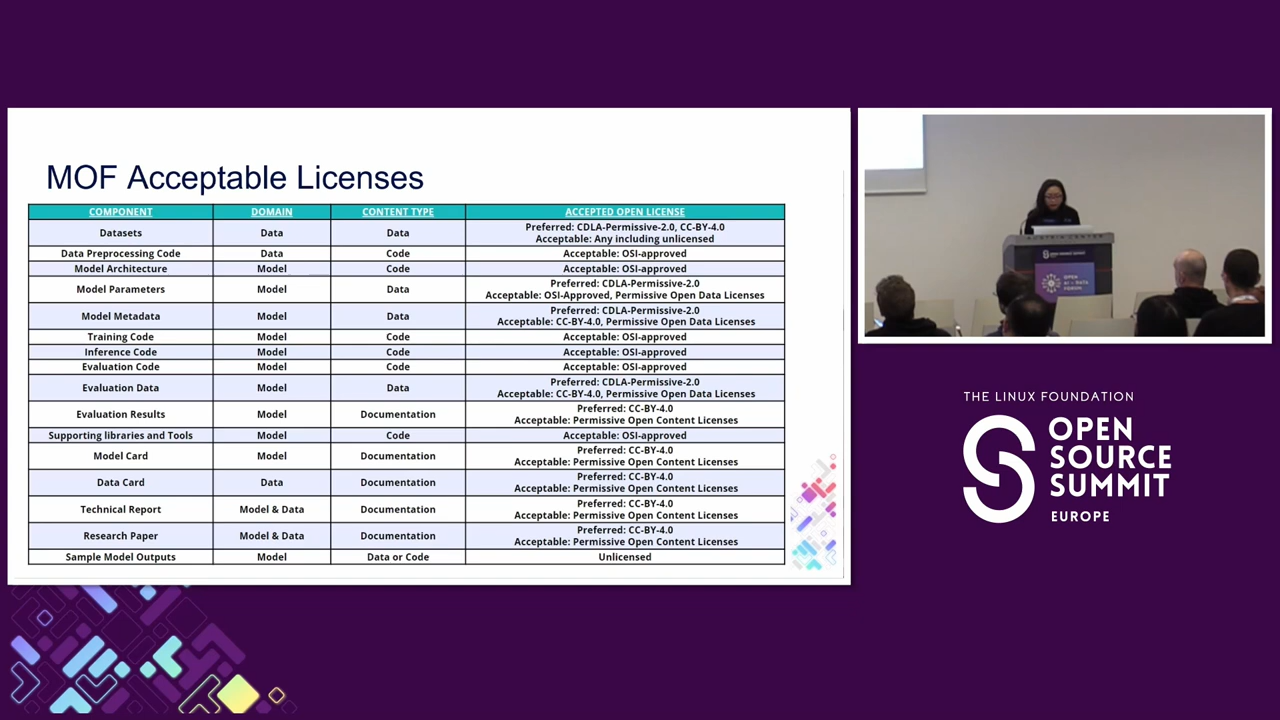 MOF Acceptable Licenses
COMPONENT DOMAIN CONTENT TYPE ACCEPTED OPEN LICENSE
Datasets Data Data Preferred: CDLA-Permissive-2.0, CC-BY-4.0
Acceptable: Any including unlicensed
Data Preprocessing Code Data Code Acceptable: OSI-approved
Model Architecture Model Code Acceptable: OSI-approved
Model Parameters Model Data Preferred: CDLA-Permissive-2.0
Acceptable: OSI-Approved, Permissive Open Data Licenses
Model Metadata Model Data Preferred: CDLA-Permissive-2.0
Acceptable: CC-BY-4.0, Permissive Open Data Licenses
Training Code Model Code Acceptable: OSI-approved
Inference Code Model Code Acceptable: OSI-approved
Evaluation Code Model Code Acceptable: OSI-approved
Evaluation Data Model Data Preferred: CDLA-Permissive-2.0
Acceptable: CC-BY-4.0, Permissive Open Data Licenses
Evaluation Results Model Documentation Preferred: CC-BY-4.0
Acceptable: Permissive Open Content Licenses
Supporting libraries and Tools Model Code Acceptable: OSI-approved
Model Card Model Documentation Preferred: CC-BY-4.0
Acceptable: Permissive Open Content Licenses
Data Card Data Documentation Preferred: CC-BY-4.0
Acceptable: Permissive Open Content Licenses
Technical Report Model & Data Documentation Preferred: CC-BY-4.0
Acceptable: Permissive Open Content Licenses
Research Paper Model & Data Documentation Preferred: CC-BY-4.0
Acceptable: Permissive Open Content Licenses
Sample Model Outputs Model Data or Code Unlicensed
OPEN
AI + DATA
FORUM
THE LINUX FOUNDATION
OPEN
SOURCE
SUMMIT
EUROPE